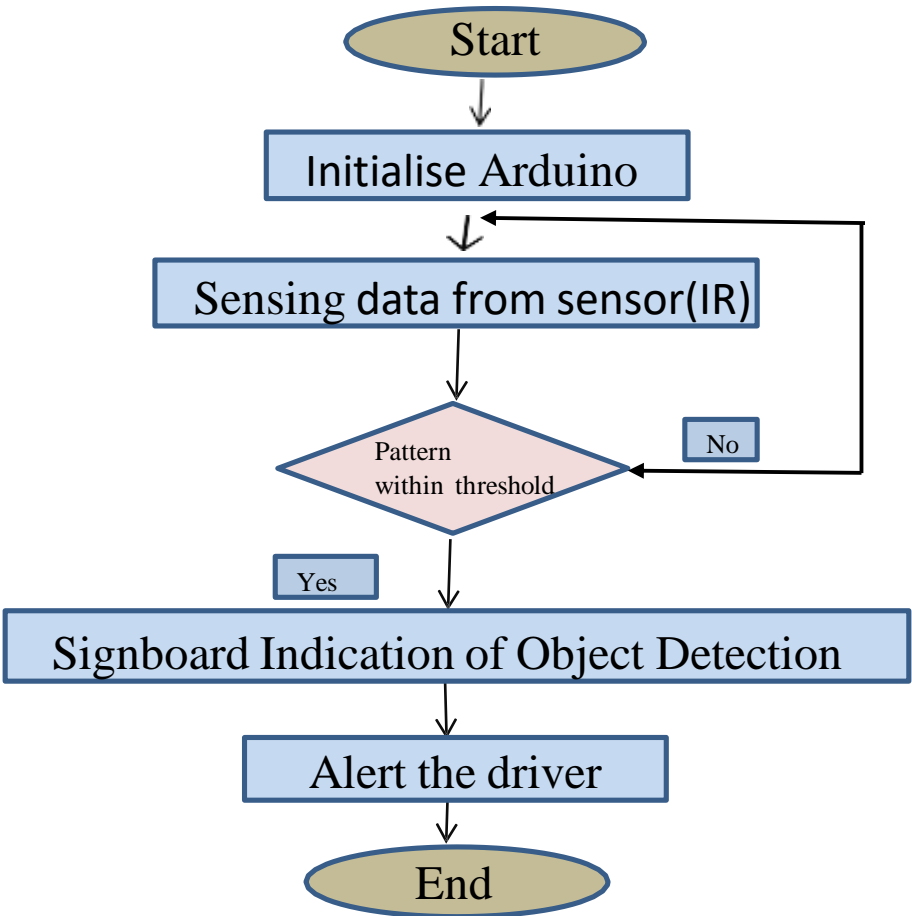 Start
Initialise Arduino
Sensing data from sensor(IR)
Pattern
within threshold
No
Yes
Signboard Indication of Object Detection
Alert the driver
End